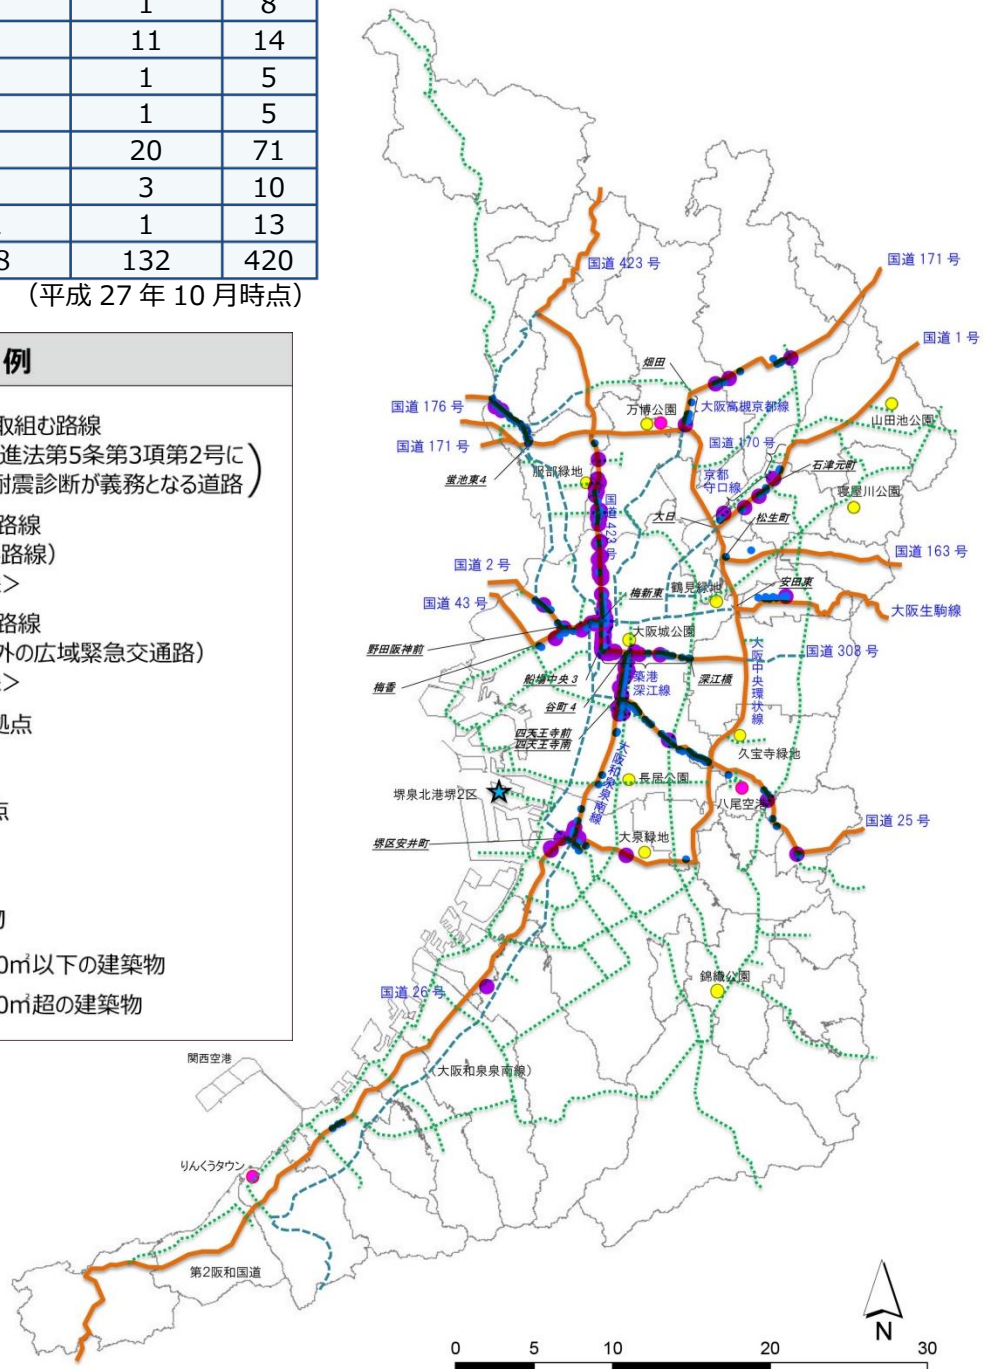 1 8
11 14
1 5
1 5
20 71
3 10
1 13
8 132 420
（平成 27 年 10 月時点）
例
取組む路線
進法第5条第3項第2号に
耐震診断が義務となる道路
路線
路線）
>
路線
外の広域緊急交通路）
>
処点
点
物
0㎡以下の建築物
0㎡超の建築物
国道 423 号
国道 171 号
国道 1 号
畑田
国道 176 号
万博公園
大阪高槻京都線
山田池公園
国道 171 号
国道 170 号
石津元町
蛍池東4
服部緑地
京都守口線
寝屋川公園
国道 423 号
大日
松生町
国道 2 号
国道 163 号
安田東
鶴見緑地
梅新東
国道 43 号
大阪生駒線
大阪城公園
野田阪神前
国道 308 号
大阪中央環状線
梅香
船場中央 3
築港深江線
深江橋
谷町 4
四天王寺前
四天王寺南
久宝寺緑地
大阪和泉泉南線
長居公園
堺泉北港堺2区
八尾空港
国道 25 号
大泉緑地
堺区安井町
錦織公園
国道 26 号
関西空港
（大阪和泉泉南線）
りんくうタウン
第2阪和国道
N
0 5 10 20 30